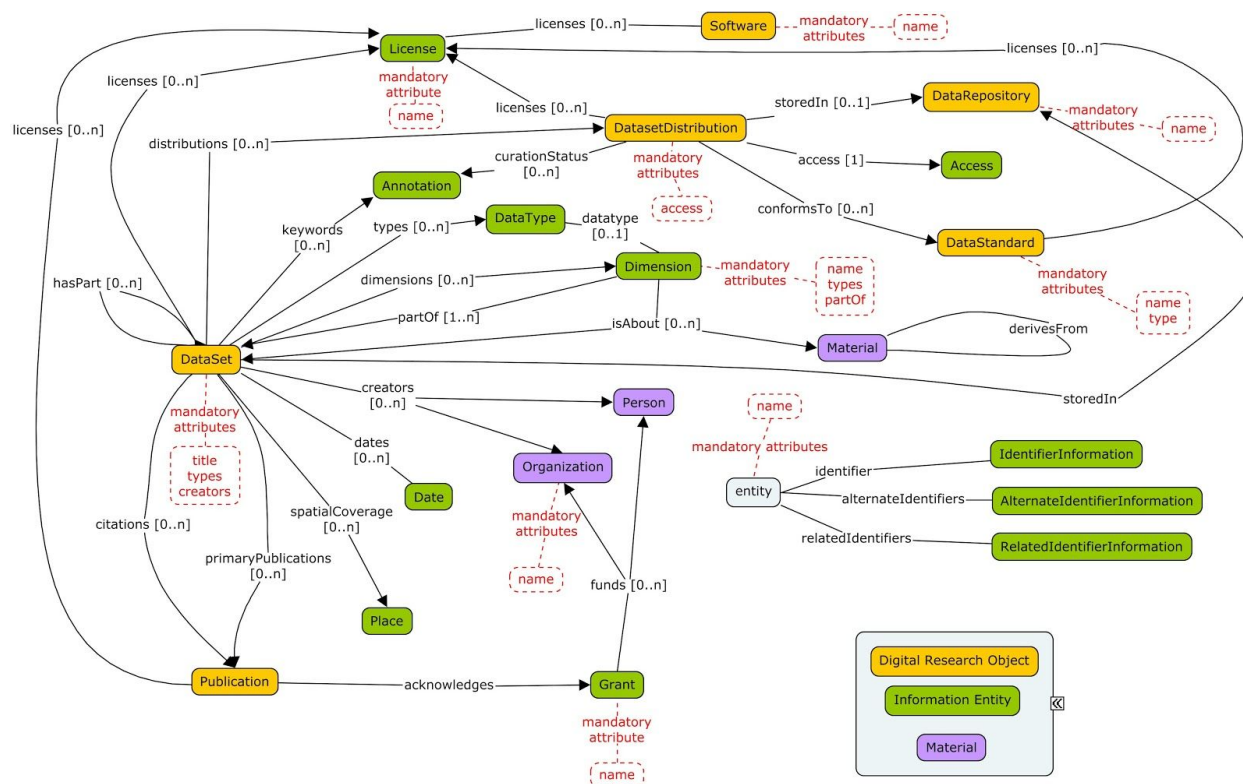 licenses [0..n]
Software
mandatory
attributes
name
License
licenses [0..n]
licenses [0..n]
mandatory
attribute
name
licenses [0..n]
storedIn [0..1]
DataRepository
mandatory
attributes
name
licenses [0..n]
distributions [0..n]
DatasetDistribution
curationStatus
[0..n]
mandatory
attributes
access
access [1]
Access
Annotation
keywords
[0..n]
types [0..n]
DataType
datatype
[0..1]
conformsTo [0..n]
DataStandard
mandatory
attributes
name
type
hasPart [0..n]
dimensions [0..n]
Dimension
mandatory
attributes
name
types
partOf
partOf [1..n]
isAbout [0..n]
Material
derivesFrom
DataSet
mandatory
attributes
title
types
creators
creators
[0..n]
Person
storedIn
dates
[0..n]
Organization
mandatory
attributes
name
Date
name
mandatory attributes
entity
identifier
IdentifierInformation
alternateIdentifiers
AlternateIdentifierInformation
relatedIdentifiers
RelatedIdentifierInformation
citations [0..n]
spatialCoverage
[0..n]
primaryPublications
[0..n]
funds [0..n]
Place
Publication
acknowledges
Grant
mandatory
attribute
name
Digital Research Object
Information Entity
Material